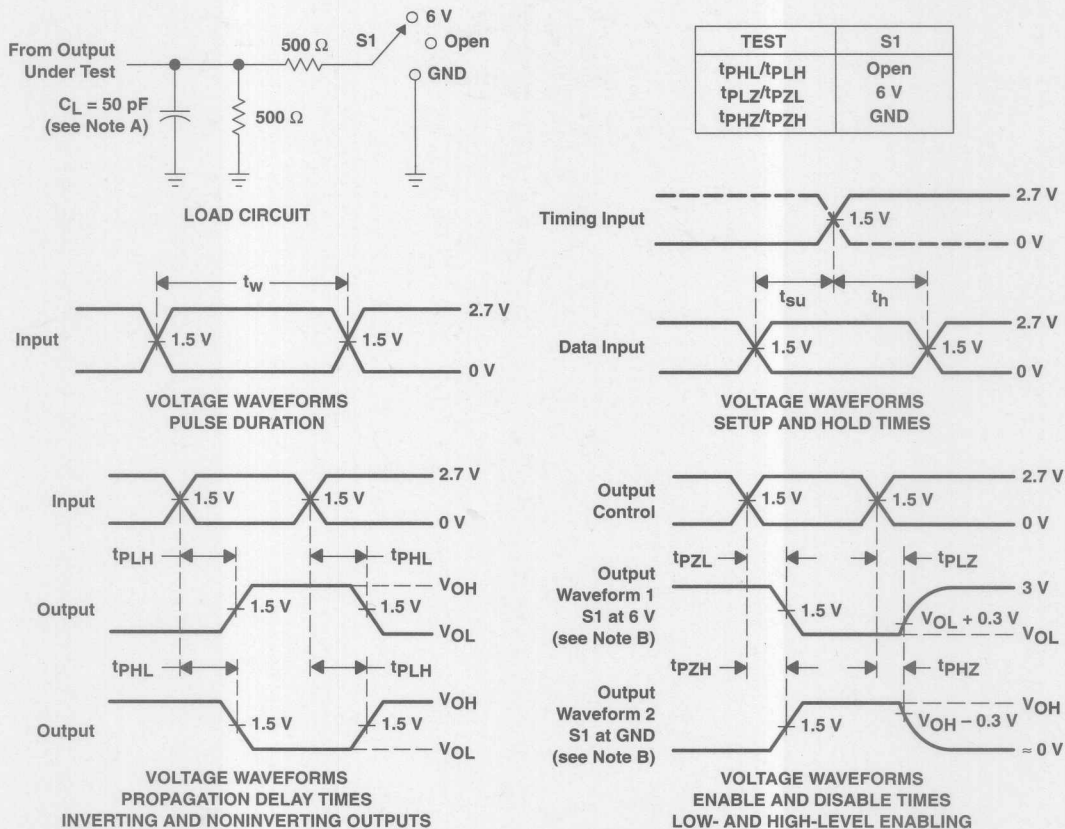 6 V
500 Ω
S1
Open
GND
From Output
Under Test
CL = 50 pF
(see Note A)
500 Ω
LOAD CIRCUIT
TEST S1
tPHL/tPLH Open
tPLZ/tPZL 6 V
tPHZ/tPZH GND
Timing Input
2.7 V
1.5 V
0 V
tsu
th
Data Input
2.7 V
1.5 V
1.5 V
0 V
VOLTAGE WAVEFORMS
SETUP AND HOLD TIMES
tw
Input
2.7 V
1.5 V
1.5 V
0 V
VOLTAGE WAVEFORMS
PULSE DURATION
Input
2.7 V
1.5 V
1.5 V
0 V
tPLH
tPHL
Output
VOH
1.5 V
1.5 V
VOL
tPHL
tPLH
Output
VOH
1.5 V
1.5 V
VOL
VOLTAGE WAVEFORMS
PROPAGATION DELAY TIMES
INVERTING AND NONINVERTING OUTPUTS
Output
Control
2.7 V
1.5 V
1.5 V
0 V
tPZL
tPLZ
Output
Waveform 1
S1 at 6 V
(see Note B)
3 V
1.5 V
VOL + 0.3 V
VOL
tPZH
tPHZ
Output
Waveform 2
S1 at GND
(see Note B)
VOH
1.5 V
VOH – 0.3 V
≈ 0 V
VOLTAGE WAVEFORMS
ENABLE AND DISABLE TIMES
LOW- AND HIGH-LEVEL ENABLING